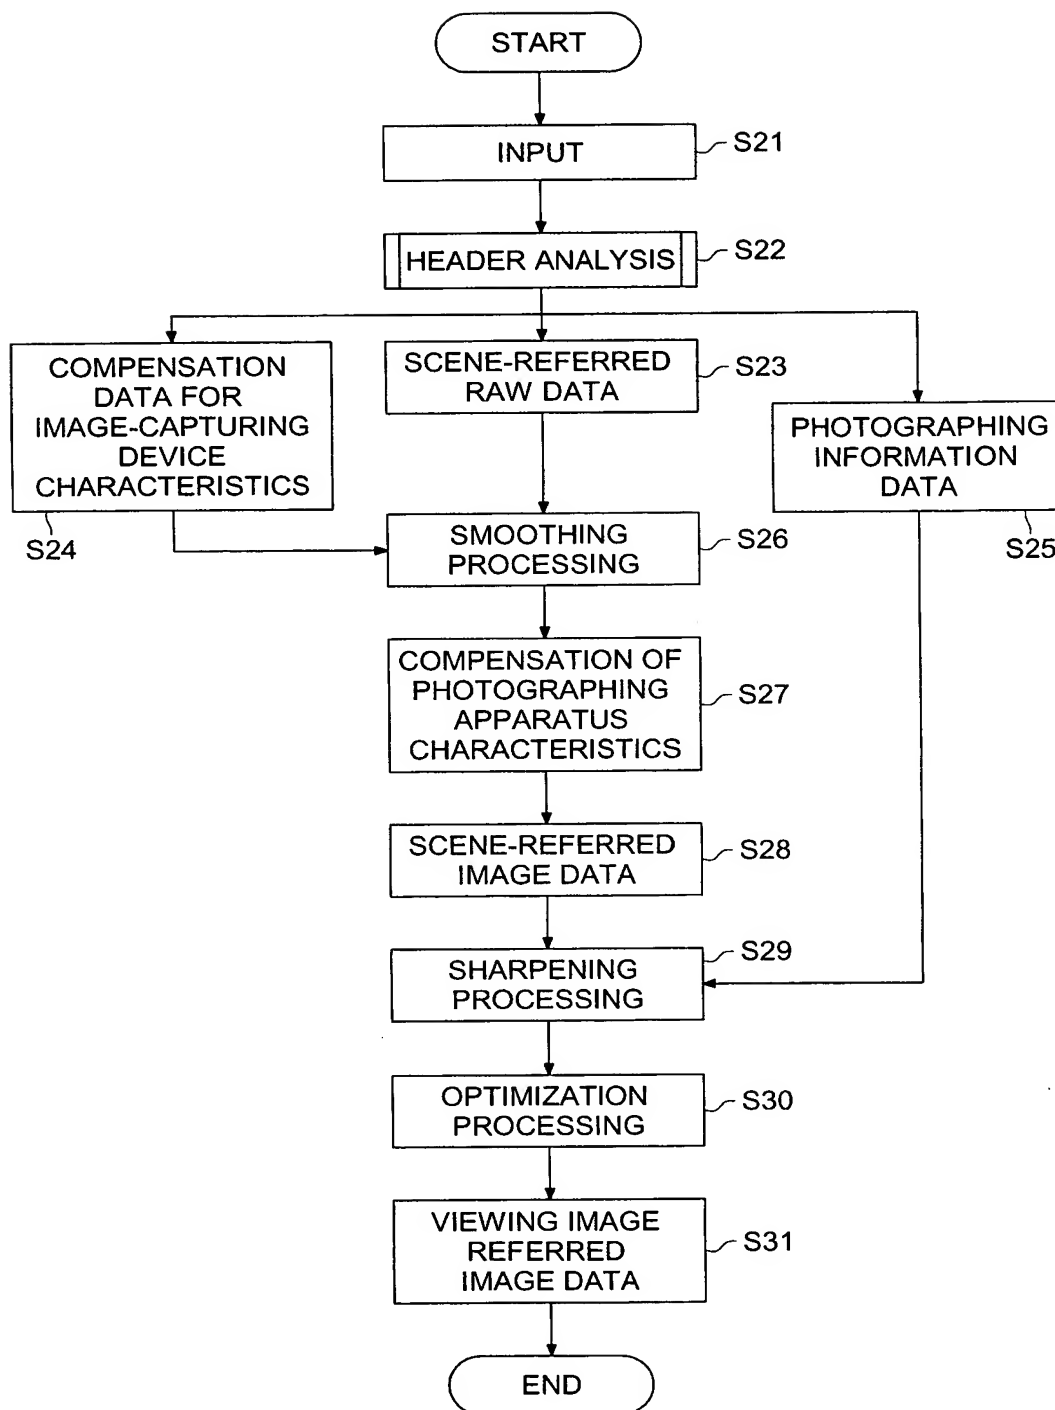 START
INPUT
S21
HEADER ANALYSIS
S22
COMPENSATION
DATA FOR
IMAGE-CAPTURING
DEVICE
CHARACTERISTICS
S24
SCENE-REFERRED
RAW DATA
S23
PHOTOGRAPHING
INFORMATION
DATA
S25
SMOOTHING
PROCESSING
S26
COMPENSATION OF
PHOTOGRAPHING
APPARATUS
CHARACTERISTICS
S27
SCENE-REFERRED
IMAGE DATA
S28
SHARPENING
PROCESSING
S29
OPTIMIZATION
PROCESSING
S30
VIEWING IMAGE
REFERRED
IMAGE DATA
S31
END